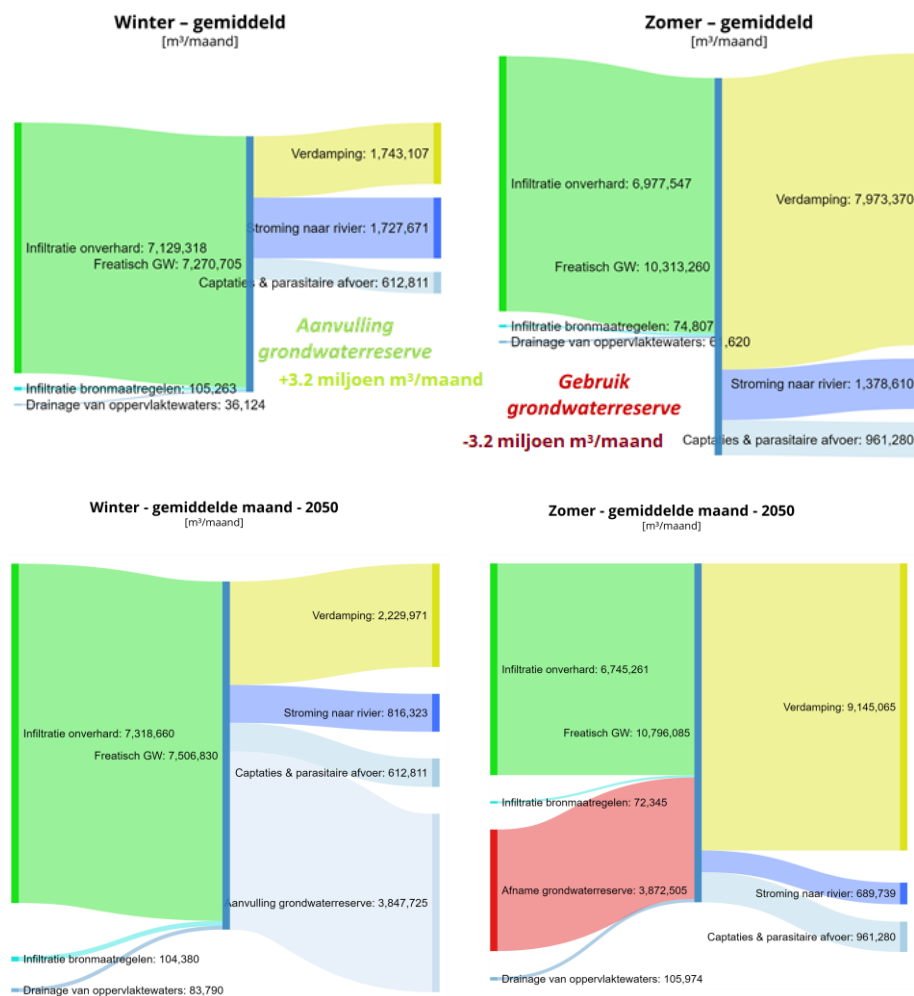 Winter – gemiddeld
[m³/maand]
Verdamping: 1,743,107
Infiltratie onverhard: 7,129,318
Stroming naar rivier: 1,727,671
Freatisch GW: 7,270,705
Captaties & parasitaire afvoer: 612,811
Aanvulling
grondwaterreserve
+3.2 miljoen m³/maand
Infiltratie bronmaatregelen: 105,263
Drainage van oppervlaktewaters: 36,124
Zomer – gemiddeld
[m³/maand]
Infiltratie onverhard: 6,977,547
Verdamping: 7,973,370
Freatisch GW: 10,313,260
Infiltratie bronmaatregelen: 74,807
Drainage van oppervlaktewaters: 61,620
Gebruik
grondwaterreserve
-3.2 miljoen m³/maand
Stroming naar rivier: 1,378,610
Captaties & parasitaire afvoer: 961,280
Winter - gemiddelde maand - 2050
[m³/maand]
Verdamping: 2,229,971
Stroming naar rivier: 816,323
Infiltratie onverhard: 7,318,660
Freatisch GW: 7,506,830
Captaties & parasitaire afvoer: 612,811
Aanvulling grondwaterreserve: 3,847,725
Infiltratie bronmaatregelen: 104,380
Drainage van oppervlaktewaters: 83,790
Zomer - gemiddelde maand - 2050
[m³/maand]
Infiltratie onverhard: 6,745,261
Verdamping: 9,145,065
Freatisch GW: 10,796,085
Infiltratie bronmaatregelen: 72,345
Afname grondwaterreserve: 3,872,505
Stroming naar rivier: 689,739
Captaties & parasitaire afvoer: 961,280
Drainage van oppervlaktewaters: 105,974